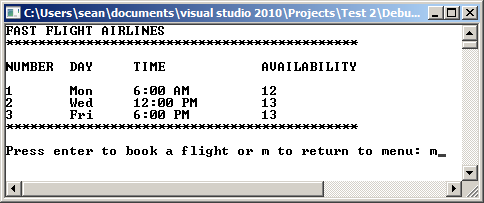 C:\Users\sean\documents\visual studio 2010\Projects\Test 2\Debu...
FAST FLIGHT AIRLINES
********************************************
NUMBER DAY TIME AVAILABILITY
1 Mon 6:00 AM 12
2 Wed 12:00 PM 13
3 Fri 6:00 PM 13
********************************************
Press enter to book a flight or m to return to menu: m_